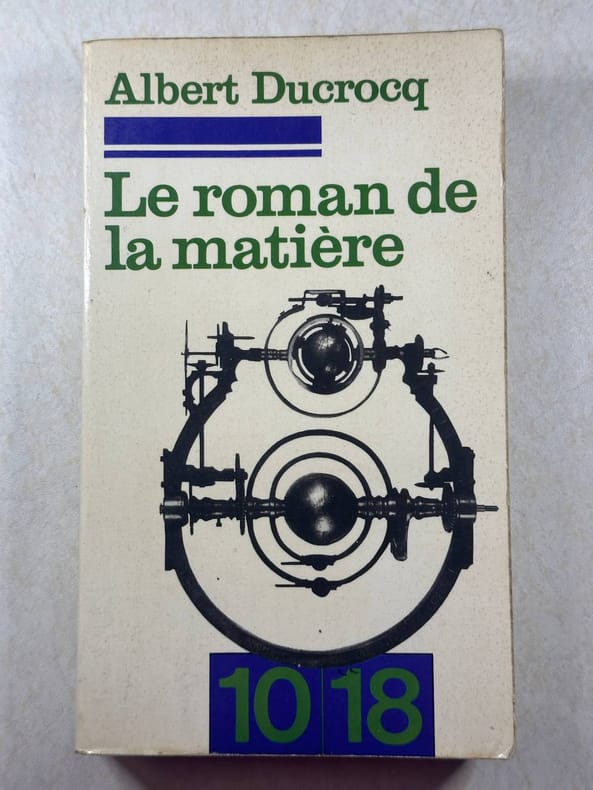 Albert Ducrocq
Le roman de
la matière
10 18